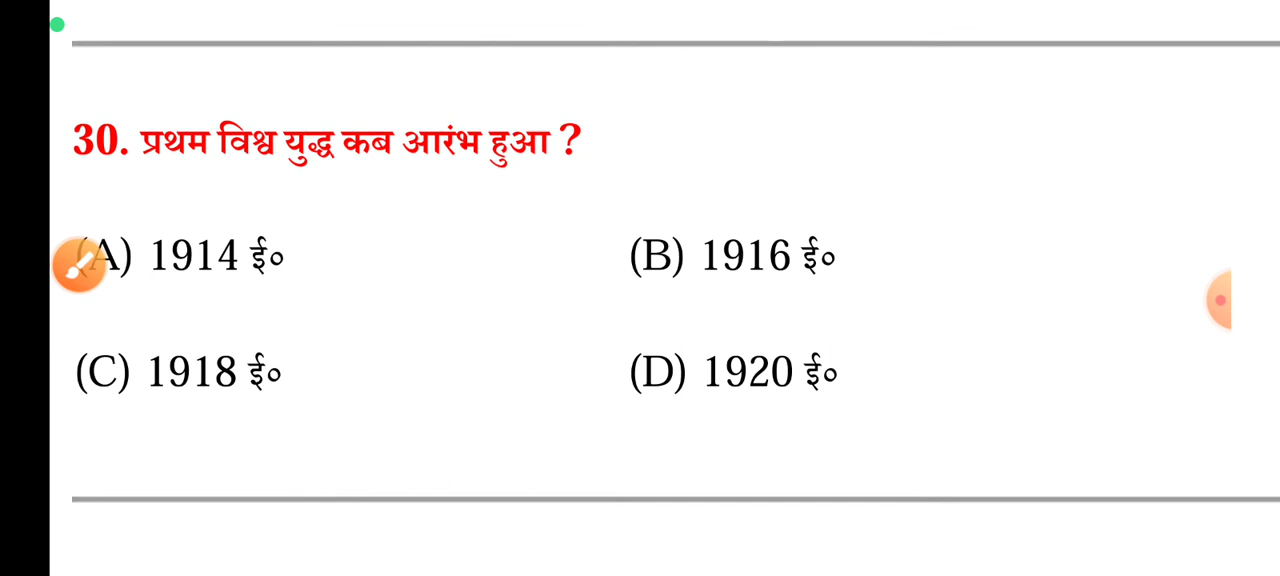 30. प्रथम विश्व युद्ध कब आरंभ हुआ ?
(A) 1914 ई० (B) 1916 ई०
(C) 1918 ई० (D) 1920 ई०